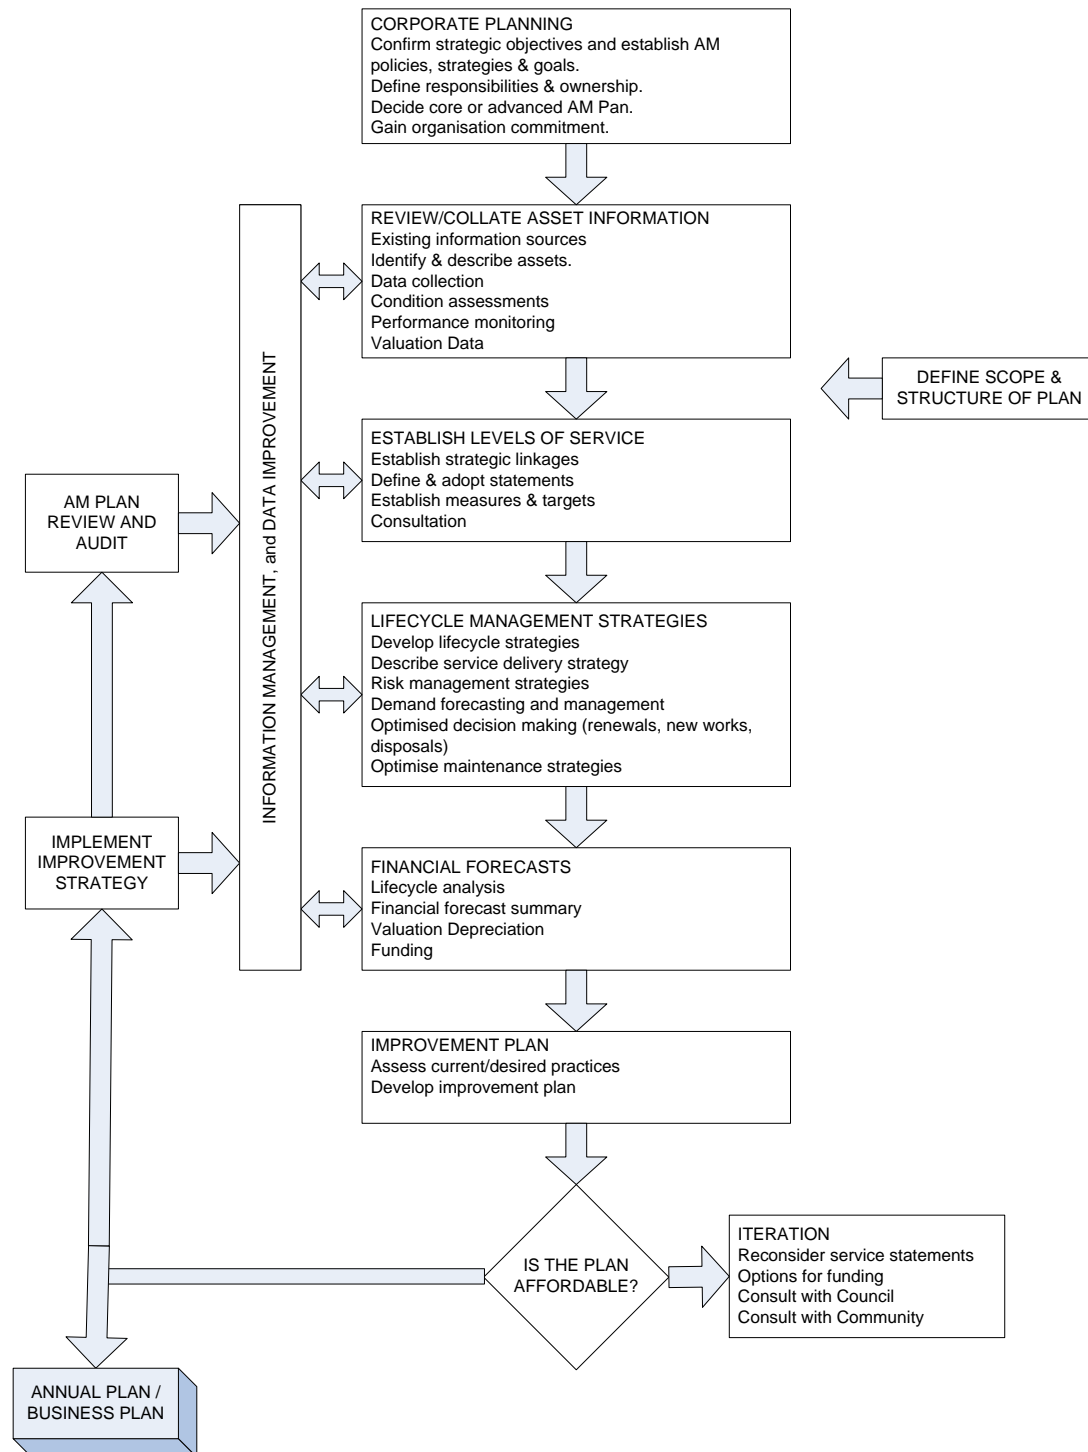 CORPORATE PLANNING
Confirm strategic objectives and establish AM
policies, strategies & goals.
Define responsibilities & ownership.
Decide core or advanced AM Pan.
Gain organisation commitment.
REVIEW/COLLATE ASSET INFORMATION
Existing information sources
Identify & describe assets.
Data collection
Condition assessments
Performance monitoring
Valuation Data
INFORMATION MANAGEMENT, and DATA IMPROVEMENT
DEFINE SCOPE &
STRUCTURE OF PLAN
ESTABLISH LEVELS OF SERVICE
Establish strategic linkages
Define & adopt statements
Establish measures & targets
Consultation
AM PLAN
REVIEW AND
AUDIT
LIFECYCLE MANAGEMENT STRATEGIES
Develop lifecycle strategies
Describe service delivery strategy
Risk management strategies
Demand forecasting and management
Optimised decision making (renewals, new works,
disposals)
Optimise maintenance strategies
IMPLEMENT
IMPROVEMENT
STRATEGY
FINANCIAL FORECASTS
Lifecycle analysis
Financial forecast summary
Valuation Depreciation
Funding
IMPROVEMENT PLAN
Assess current/desired practices
Develop improvement plan
IS THE PLAN
AFFORDABLE?
ITERATION
Reconsider service statements
Options for funding
Consult with Council
Consult with Community
ANNUAL PLAN /
BUSINESS PLAN